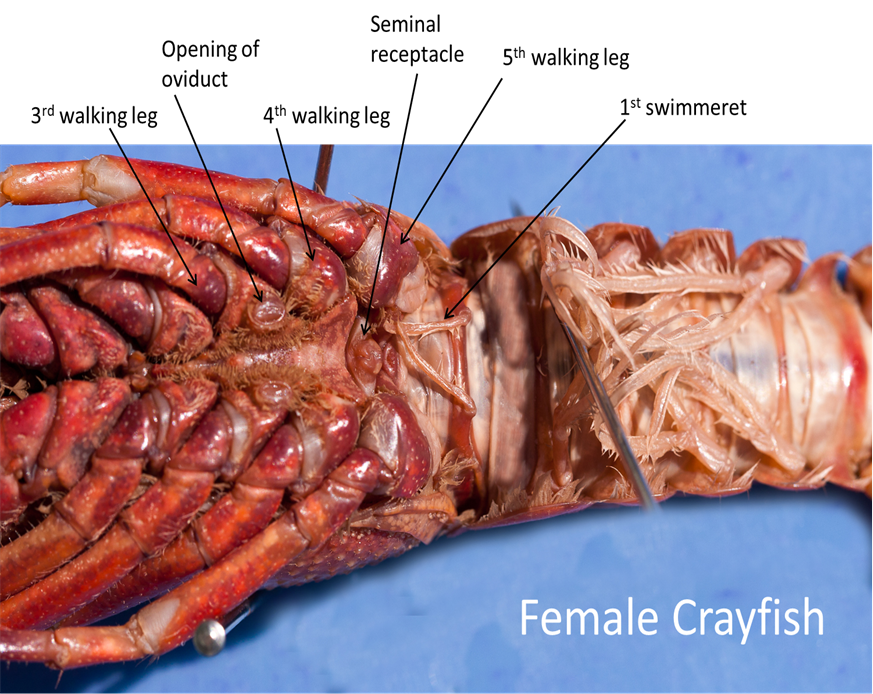 Seminal
receptacle
Opening of
oviduct
5th walking leg
3rd walking leg
4th walking leg
1st swimmeret
Female Crayfish